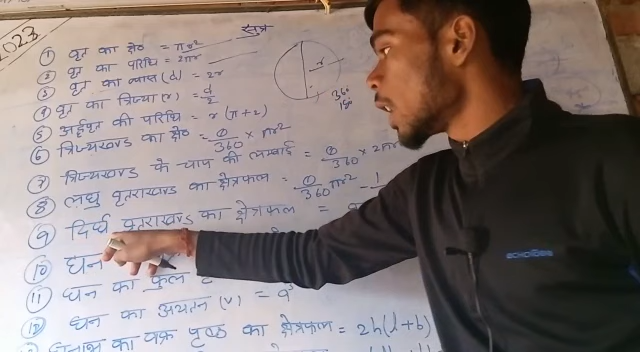 2023
सूत्र
① वृत का क्षे० = πr²
② वृत का परिधि = 2πr
③ वृत का व्यास (d) = 2r
④ वृत का त्रिज्या (r) = d/2
⑤ अर्द्धवृत की परिधि = r(π+2)
⑥ त्रिज्यखण्ड का क्षे० = θ/360 × πr²
⑦ त्रिज्यखण्ड के चाप की लम्बाई = θ/360 × 2πr
⑧ लघु वृतखण्ड का क्षेत्रफल = θ/360 πr² - 1
⑨ दिर्घ वृतखण्ड का क्षेत्रफल =
⑩ घन
⑪ घन का कुल
⑫ घन का आयतन (v) = a³
का वक्र पृष्ठ का क्षेत्रफल = 2h(l+b)
r
360
180